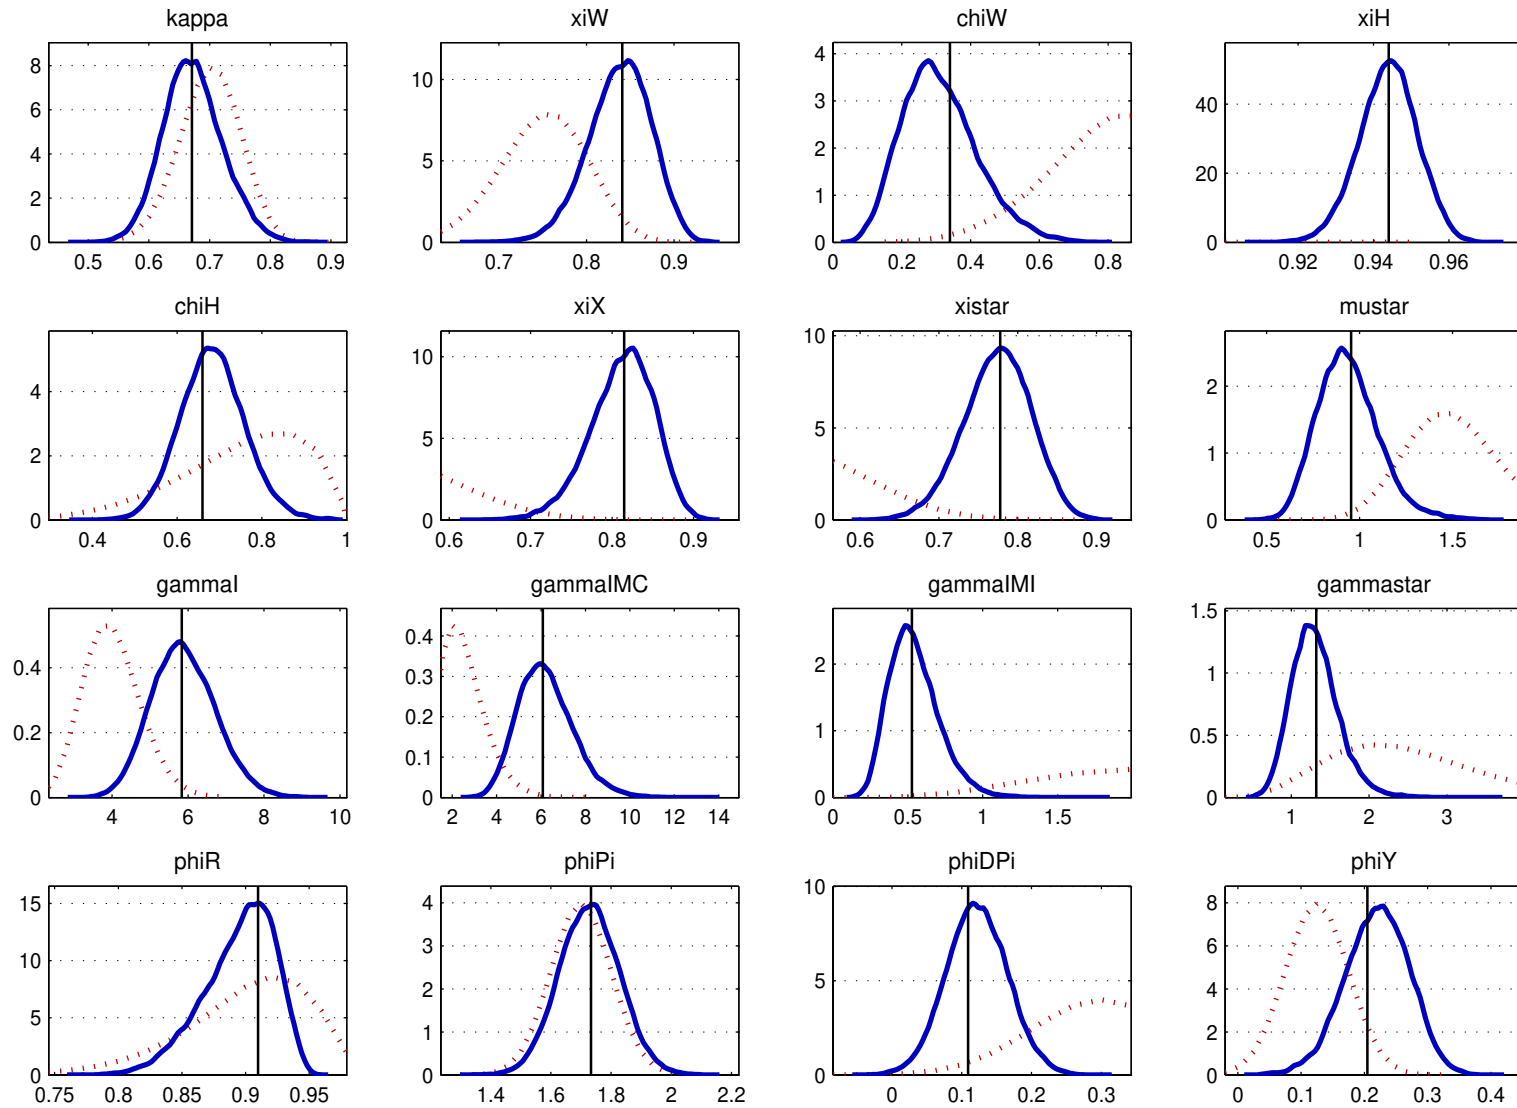 kappa xiW chiW xiH
8 6 4 2 0
10 5 0
4 3 2 1 0
40 20 0
0.5 0.6 0.7 0.8 0.9
0.7 0.8 0.9
0 0.2 0.4 0.6 0.8
0.92 0.94 0.96
chiH xiX xistar mustar
4 2 0
10 5 0
10 5 0
2 1 0
0.4 0.6 0.8 1
0.6 0.7 0.8 0.9
0.6 0.7 0.8 0.9
0.5 1 1.5
gammaI gammaIMC gammaIMI gammastar
0.4 0.2 0
0.4 0.3 0.2 0.1 0
2 1 0
1.5 1 0.5 0
4 6 8 10
2 4 6 8 10 12 14
0 0.5 1 1.5
1 2 3
phiR phiPi phiDPi phiY
15 10 5 0
4 3 2 1 0
10 5 0
8 6 4 2 0
0.75 0.8 0.85 0.9 0.95
1.4 1.6 1.8 2 2.2
0 0.1 0.2 0.3
0 0.1 0.2 0.3 0.4